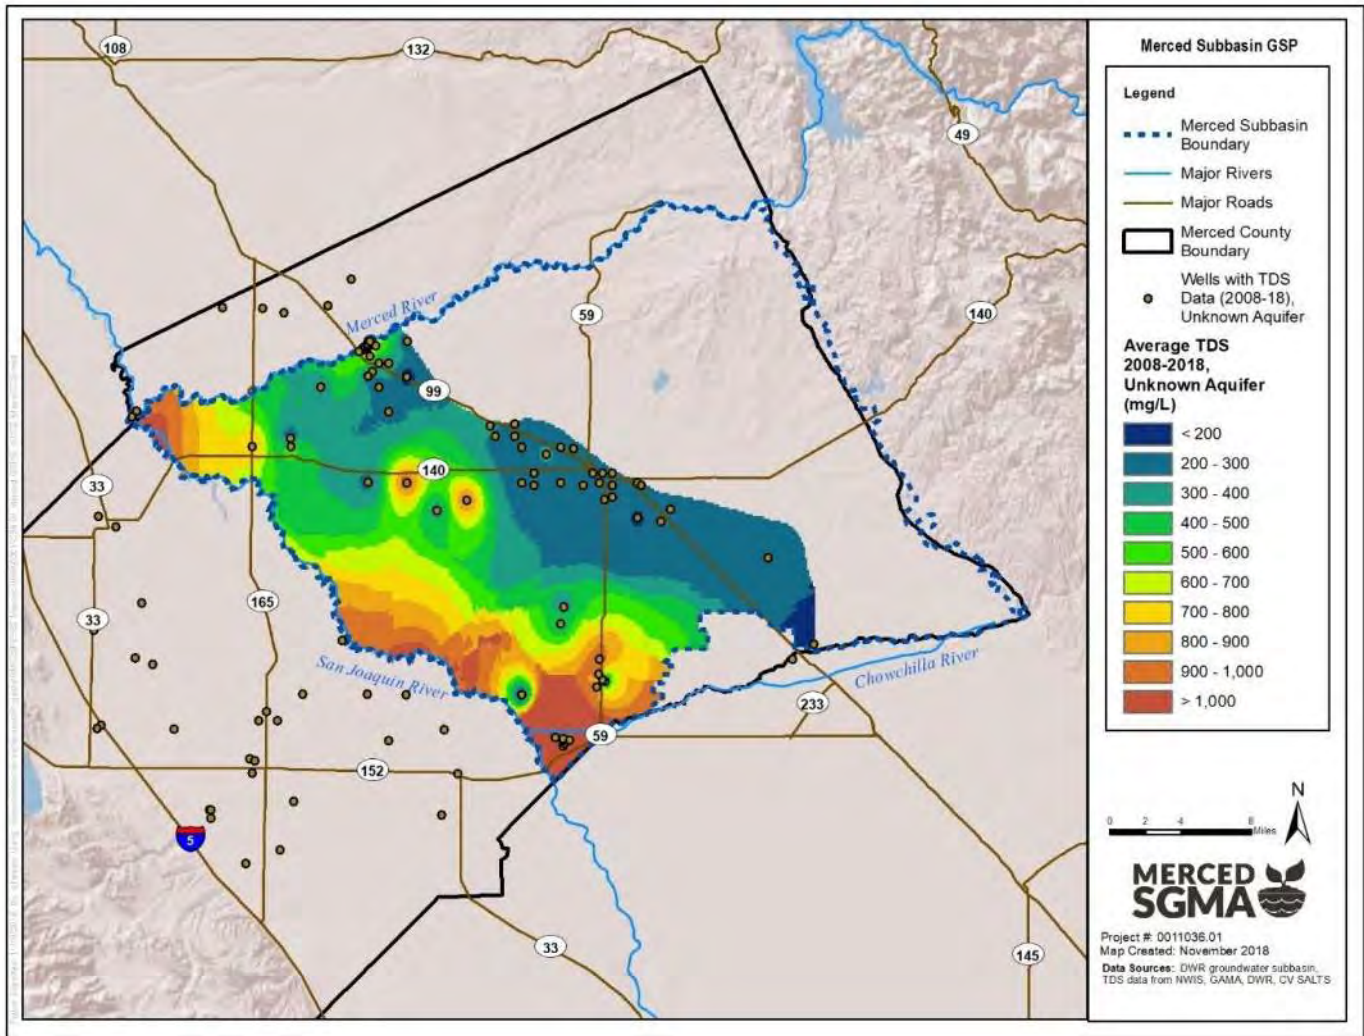 108
132
49
Merced River
59
140
99
140
33
33
165
San Joaquin River
Chowchilla River
233
59
152
5
33
145
Merced Subbasin GSP
Legend
Merced Subbasin
Boundary
Major Rivers
Major Roads
Merced County
Boundary
Wells with TDS
Data (2008-18),
Unknown Aquifer
Average TDS
2008-2018,
Unknown Aquifer
(mg/L)
< 200
200 - 300
300 - 400
400 - 500
500 - 600
600 - 700
700 - 800
800 - 900
900 - 1,000
> 1,000
N
0 2 4 8
Miles
MERCED
SGMA
Project #: 0011036.01
Map Created: November 2018
Data Sources: DWR groundwater subbasin,
TDS data from NWIS, GAMA, DWR, CV SALTS